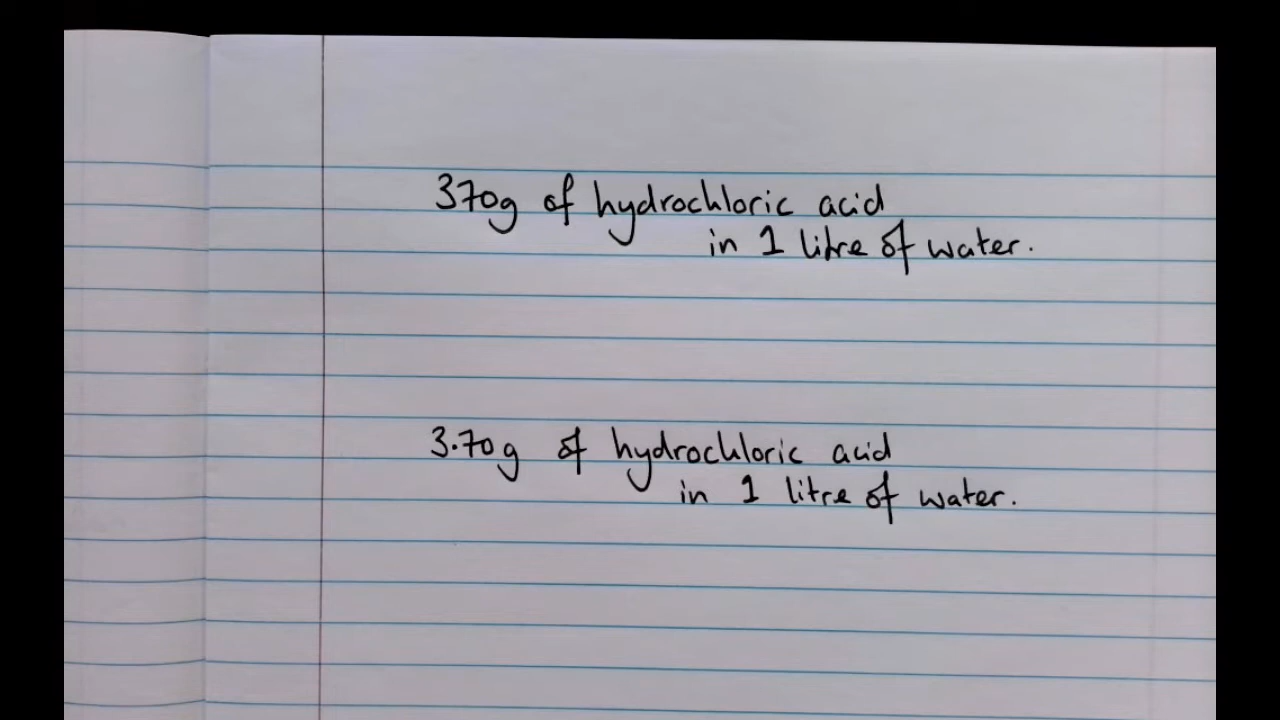 370g of hydrochloric acid
in 1 litre of water.
3.70g of hydrochloric acid
in 1 litre of water.